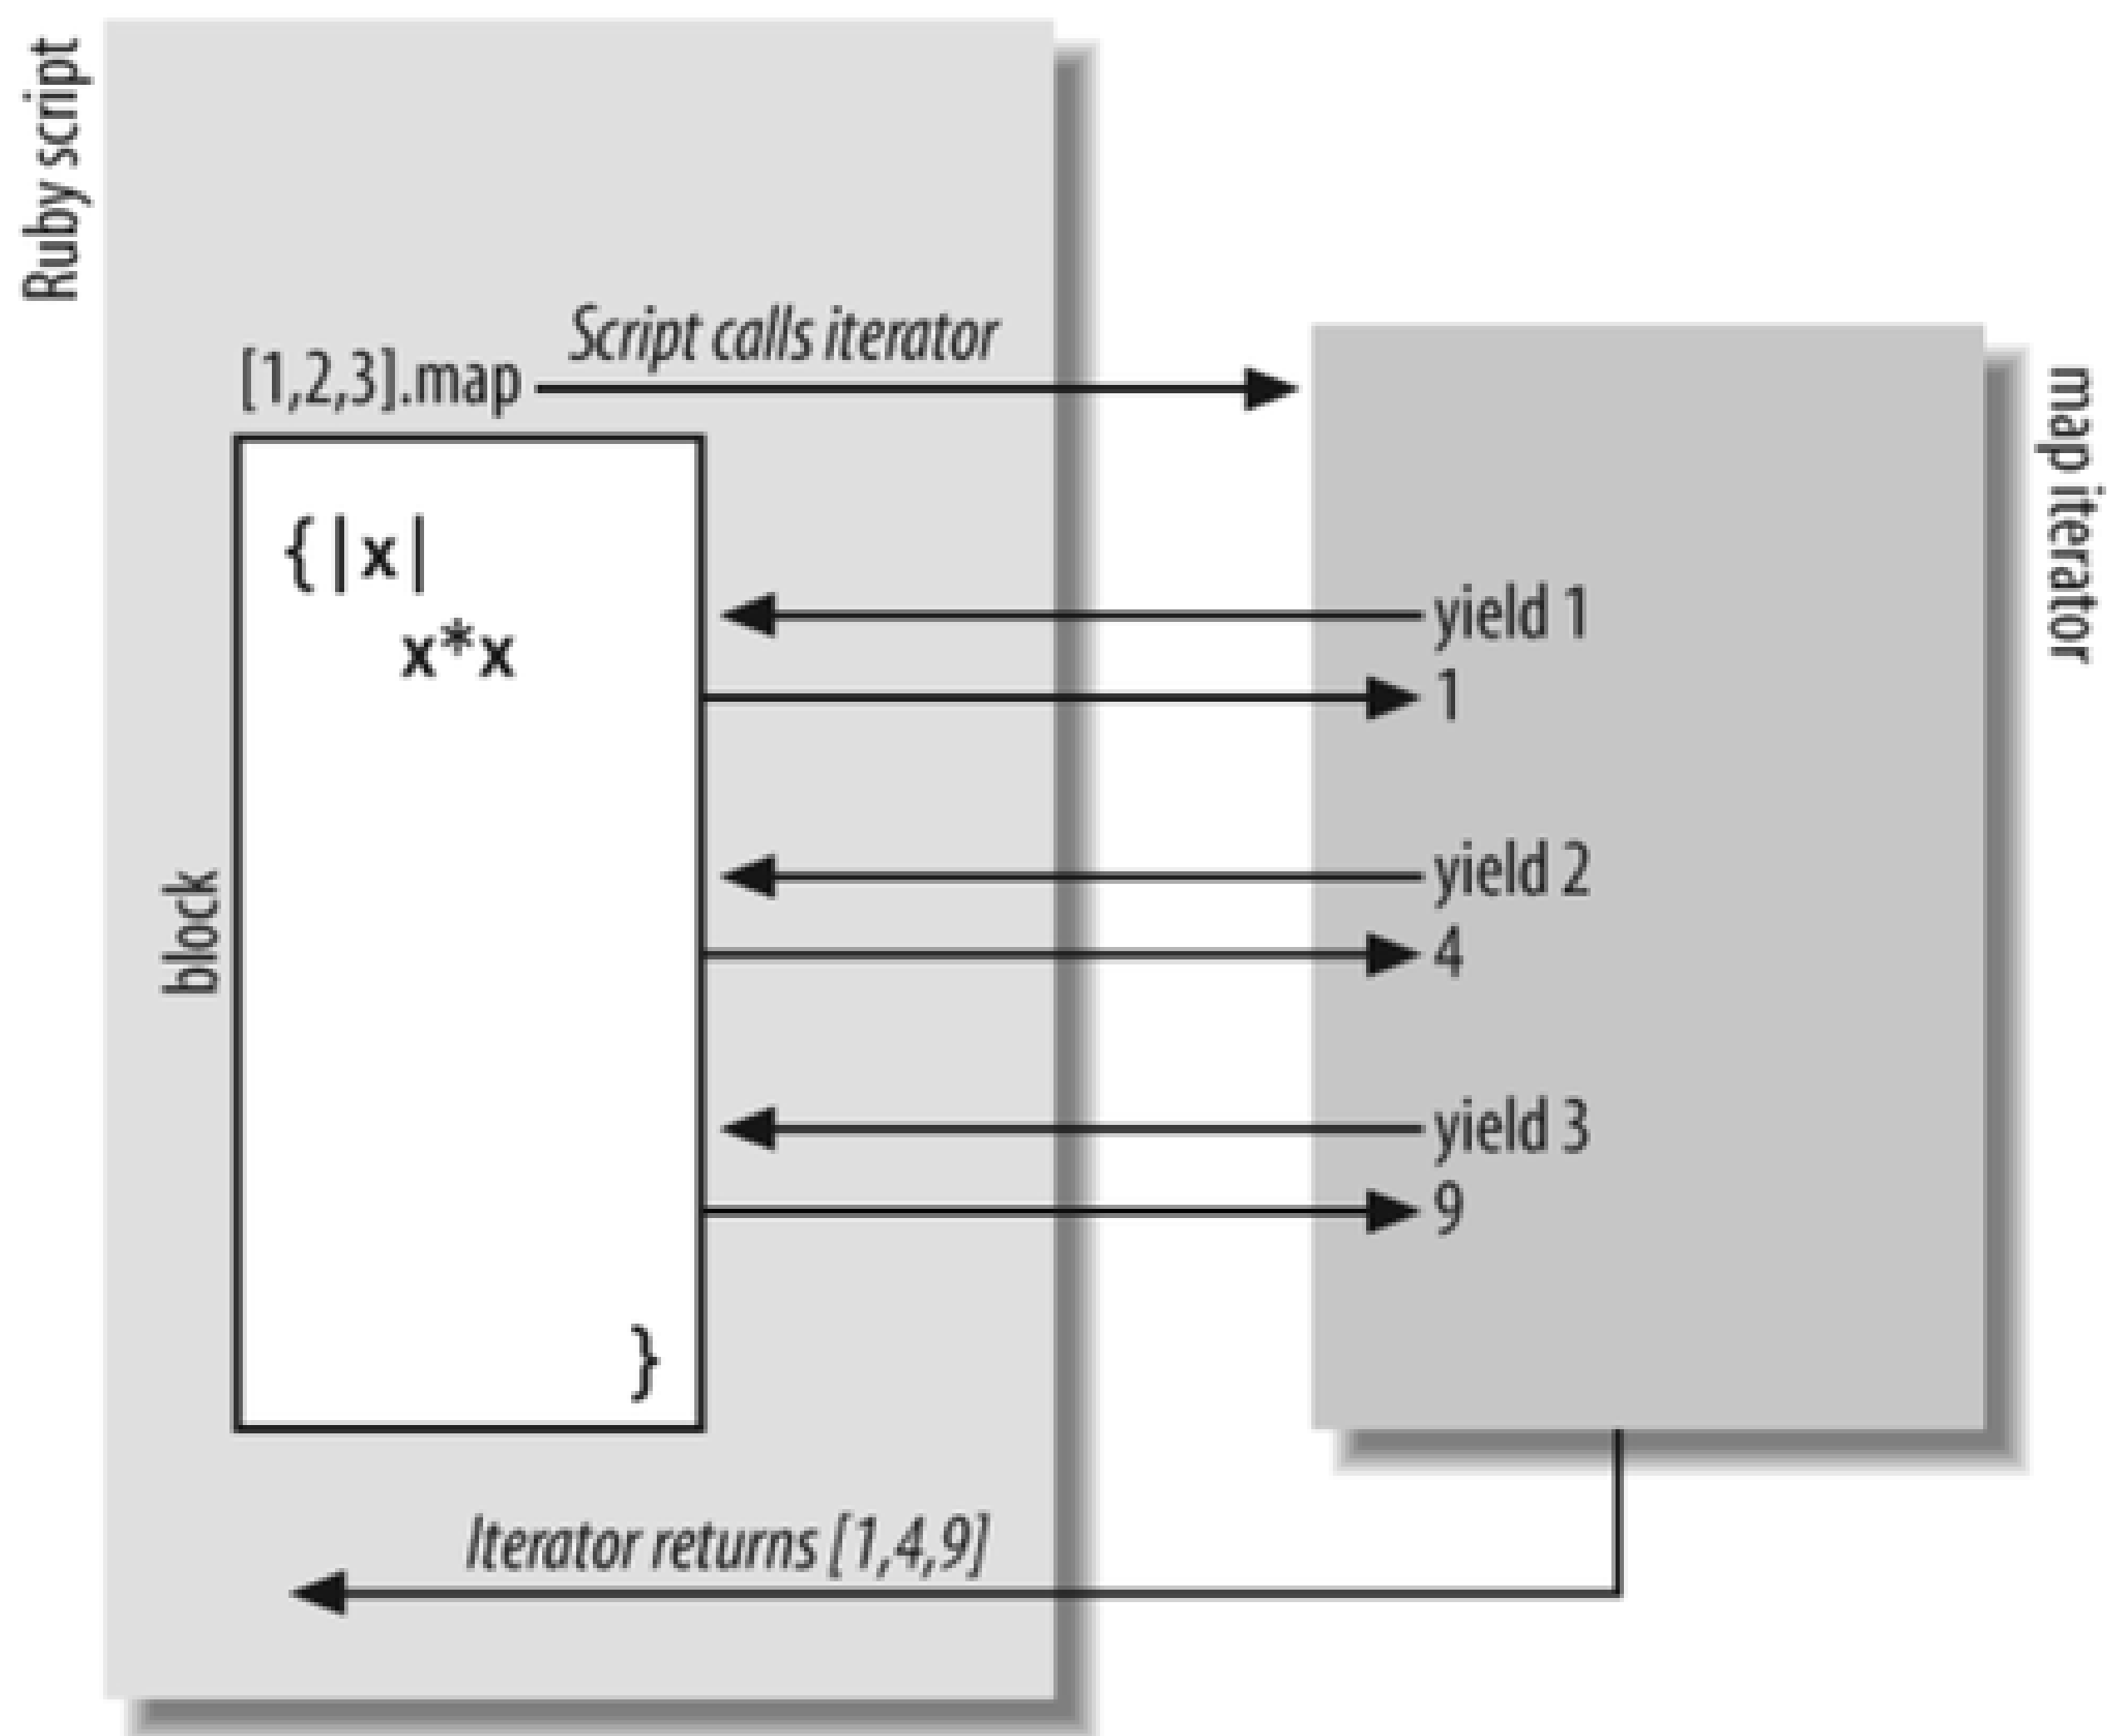 Ruby script
Script calls iterator
[1,2,3].map
map iterator
{|x|
x*x
yield 1
1
block
yield 2
4
yield 3
9
}
Iterator returns [1,4,9]